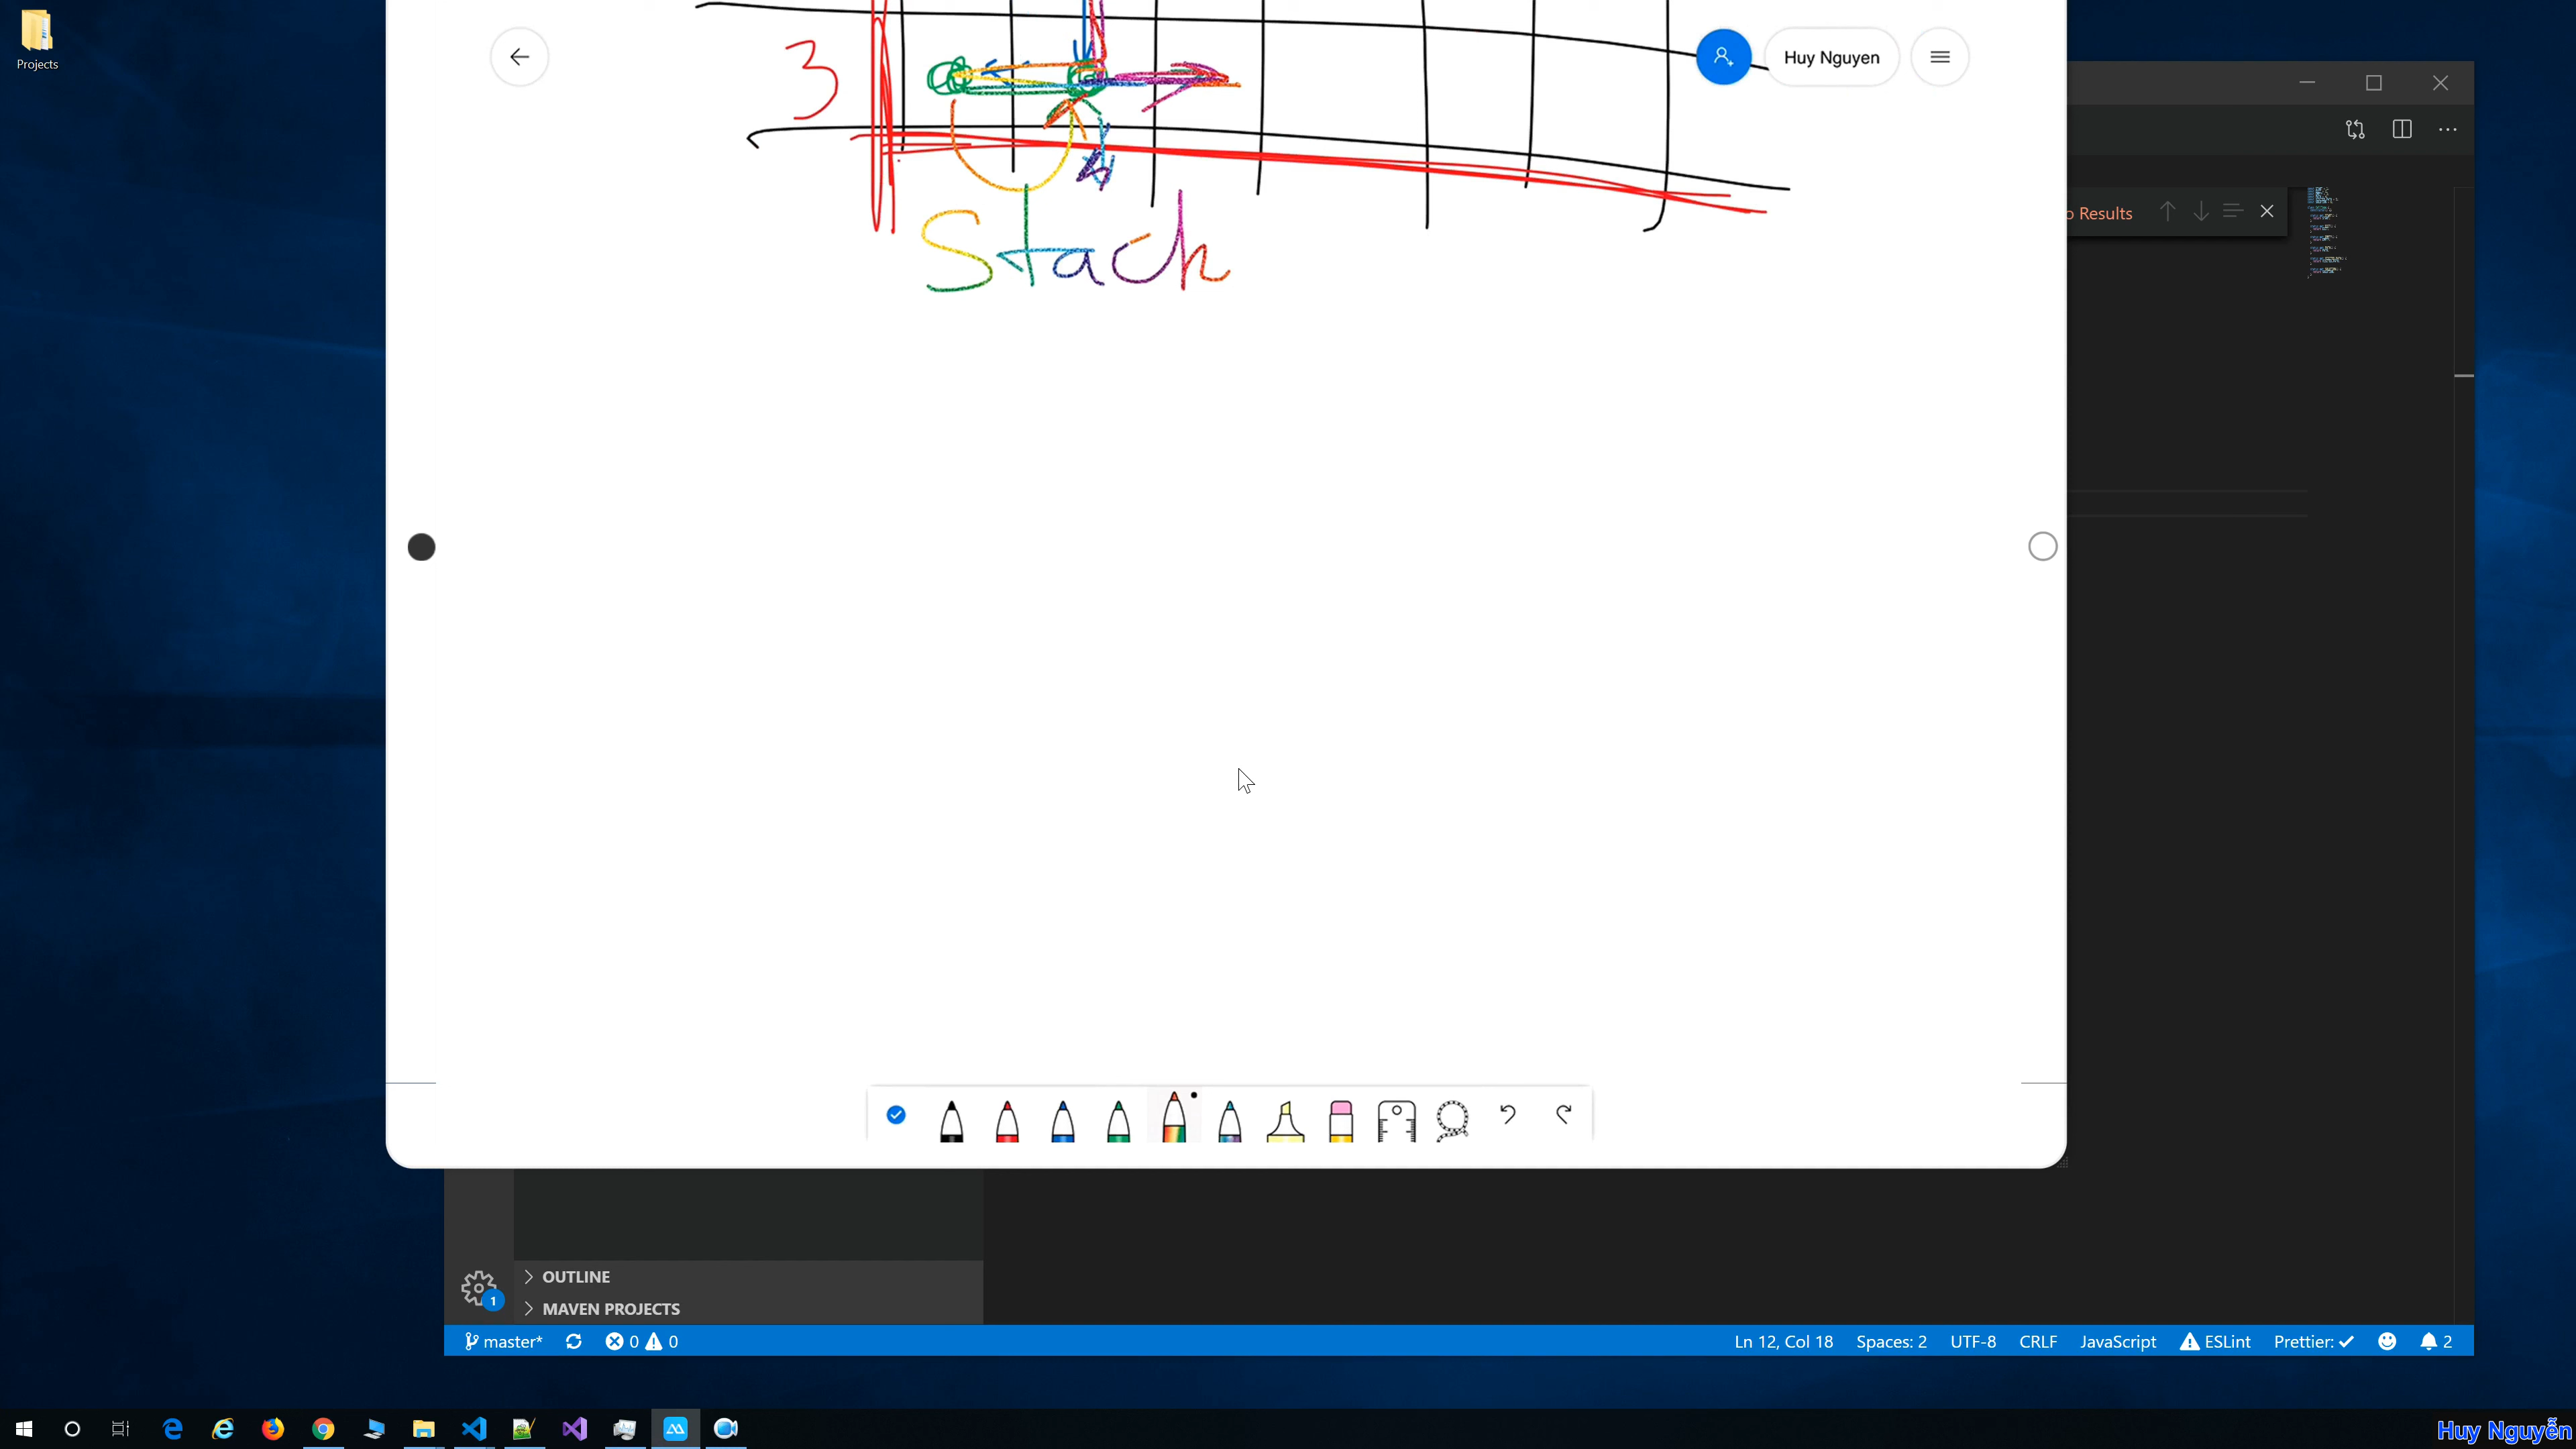 Projects
3
Huy Nguyen
o Results
Stack
OUTLINE
1
MAVEN PROJECTS
master*
0
0
Ln 12, Col 18
Spaces: 2
UTF-8
CRLF
JavaScript
ESLint
Prettier:
2
Huy Nguyễn